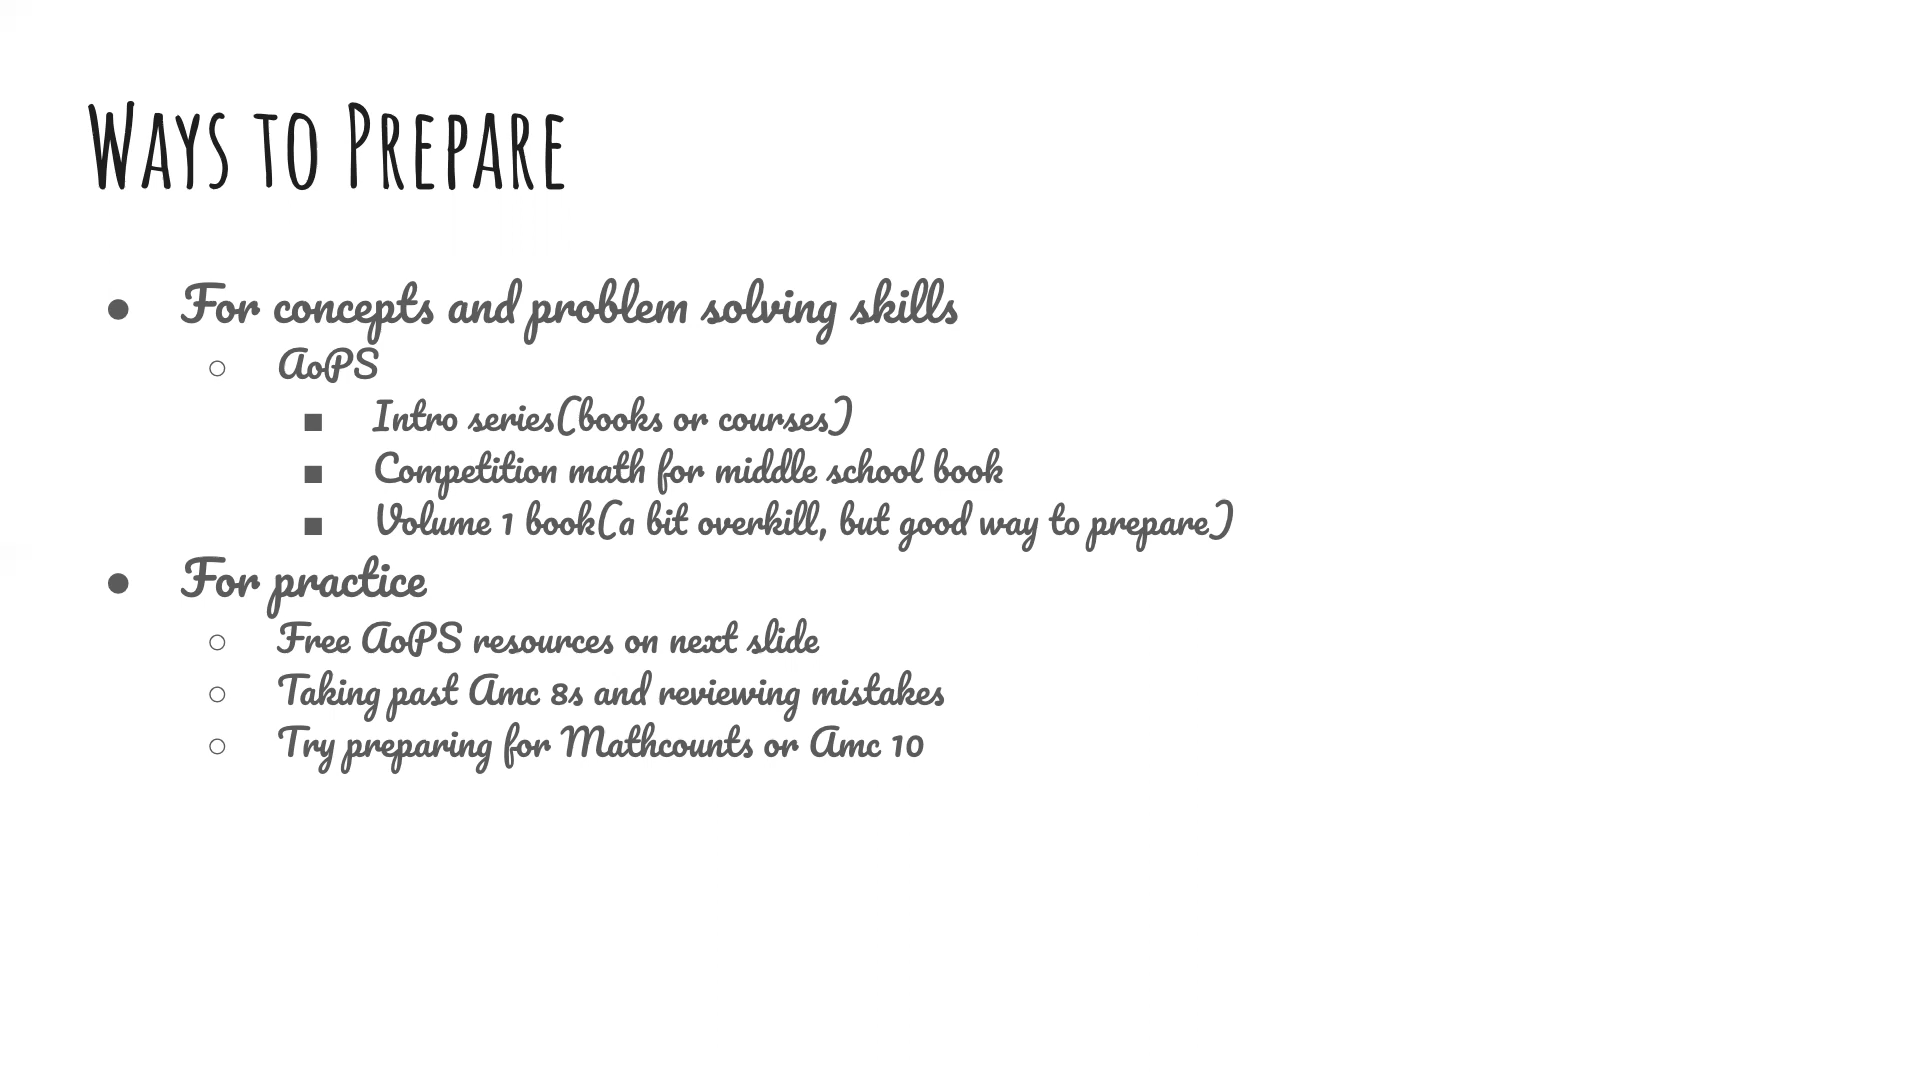 Ways to Prepare
● For concepts and problem solving skills
○ AoPS
■ Intro series(books or courses)
■ Competition math for middle school book
■ Volume 1 book(a bit overkill, but good way to prepare)
● For practice
○ Free AoPS resources on next slide
○ Taking past Amc 8s and reviewing mistakes
○ Try preparing for Mathcounts or Amc 10